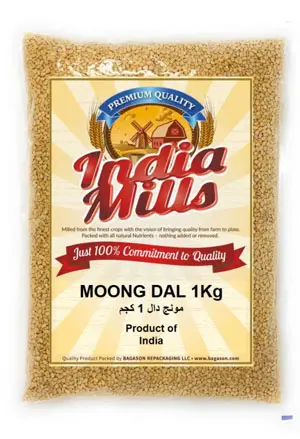 PREMIUM QUALITY
India
Mills
Milled from the finest crops with the vision of bringing quality from farm to plate.
Packed with all natural Nutrients – nothing added or removed.
Just 100% Commitment to Quality
MOONG DAL 1Kg
مونج دال 1 كجم
Product of
India
Quality Product Packed by BAGASON REPACKAGING LLC • www.bagason.com